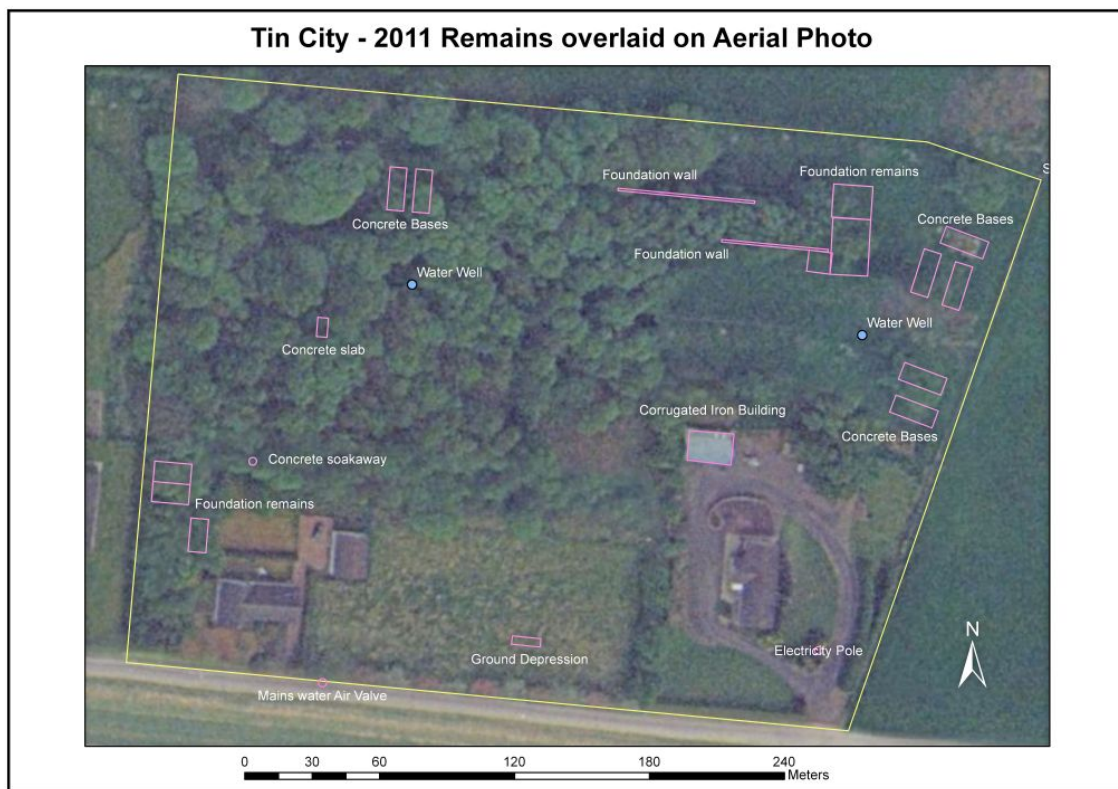 Tin City - 2011 Remains overlaid on Aerial Photo
S
Foundation wall
Foundation remains
Concrete Bases
Concrete Bases
Foundation wall
Water Well
Water Well
Concrete slab
Corrugated Iron Building
Concrete Bases
Concrete soakaway
Foundation remains
N
Electricity Pole
Ground Depression
Mains water Air Valve
0 30 60 120 180 240
Meters